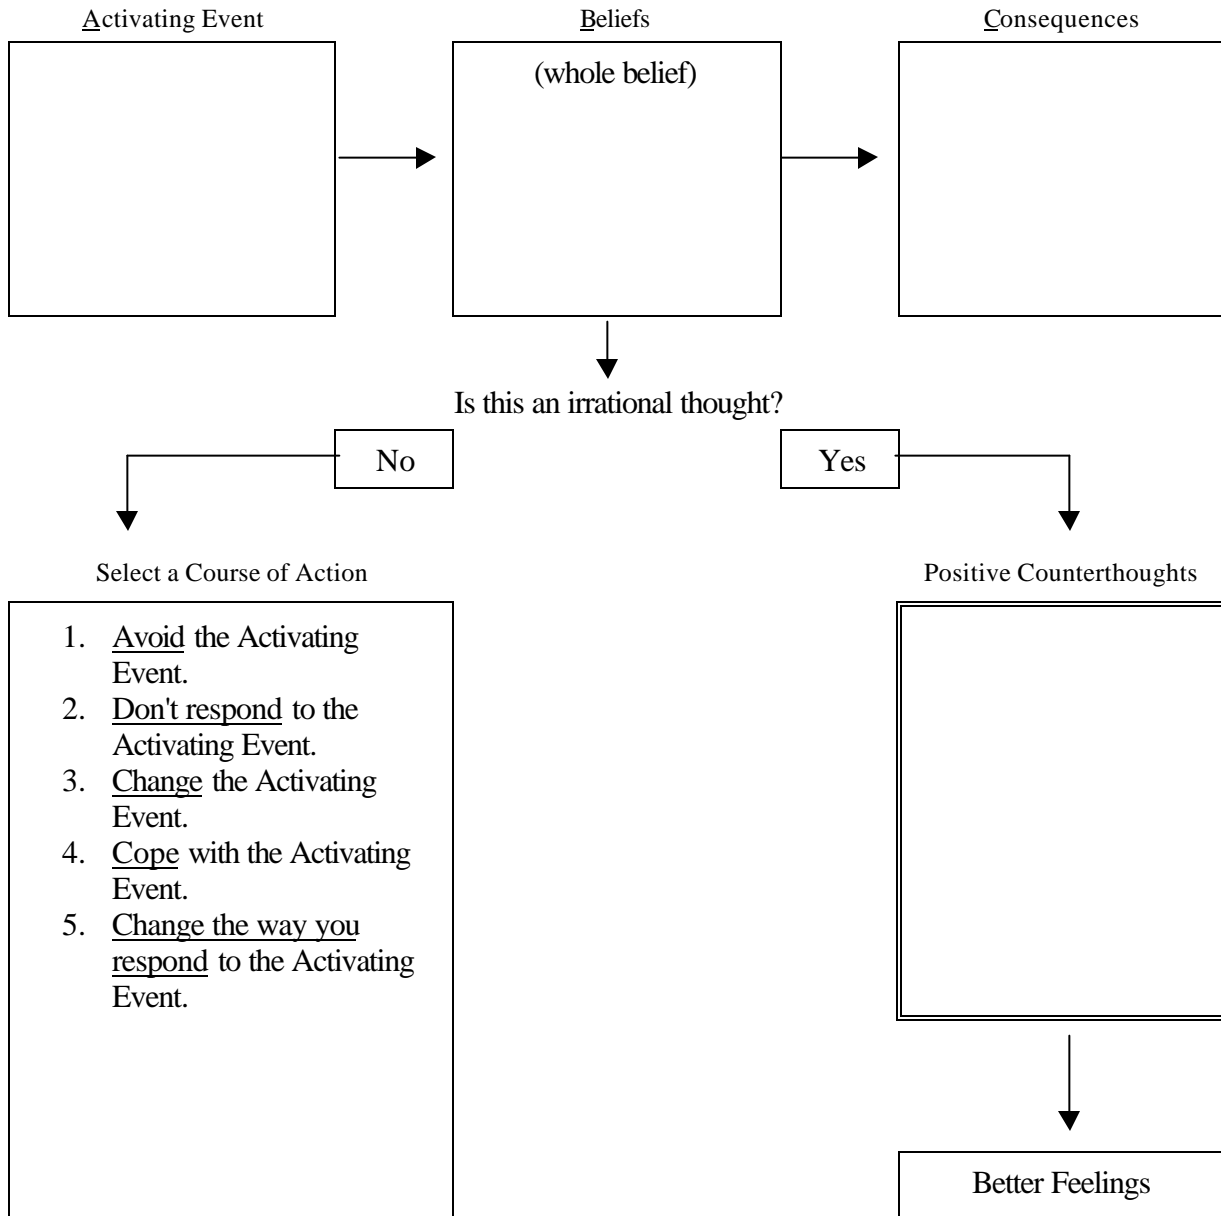 Activating Event
Beliefs
Consequences
(whole belief)
Is this an irrational thought?
No
Yes
Select a Course of Action
Positive Counterthoughts
1. Avoid the Activating
Event.
2. Don't respond to the
Activating Event.
3. Change the Activating
Event.
4. Cope with the Activating
Event.
5. Change the way you
respond to the Activating
Event.
Better Feelings